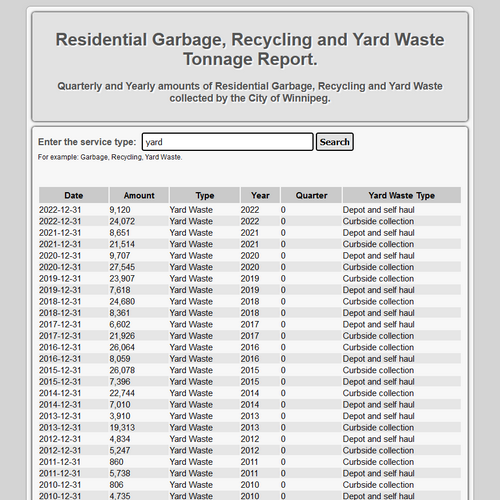 Residential Garbage, Recycling and Yard Waste
Tonnage Report.
Quarterly and Yearly amounts of Residential Garbage, Recycling and Yard Waste
collected by the City of Winnipeg.
Enter the service type: yard Search
For example: Garbage, Recycling, Yard Waste.
Date Amount Type Year Quarter Yard Waste Type
2022-12-31 9,120 Yard Waste 2022 0 Depot and self haul
2022-12-31 24,072 Yard Waste 2022 0 Curbside collection
2021-12-31 8,651 Yard Waste 2021 0 Depot and self haul
2021-12-31 21,514 Yard Waste 2021 0 Curbside collection
2020-12-31 9,707 Yard Waste 2020 0 Depot and self haul
2020-12-31 27,545 Yard Waste 2020 0 Curbside collection
2019-12-31 23,907 Yard Waste 2019 0 Curbside collection
2019-12-31 7,618 Yard Waste 2019 0 Depot and self haul
2018-12-31 24,680 Yard Waste 2018 0 Curbside collection
2018-12-31 8,361 Yard Waste 2018 0 Depot and self haul
2017-12-31 6,602 Yard Waste 2017 0 Depot and self haul
2017-12-31 21,926 Yard Waste 2017 0 Curbside collection
2016-12-31 26,064 Yard Waste 2016 0 Curbside collection
2016-12-31 8,059 Yard Waste 2016 0 Depot and self haul
2015-12-31 26,078 Yard Waste 2015 0 Curbside collection
2015-12-31 7,396 Yard Waste 2015 0 Depot and self haul
2014-12-31 22,744 Yard Waste 2014 0 Curbside collection
2014-12-31 7,010 Yard Waste 2014 0 Depot and self haul
2013-12-31 3,910 Yard Waste 2013 0 Depot and self haul
2013-12-31 19,313 Yard Waste 2013 0 Curbside collection
2012-12-31 4,834 Yard Waste 2012 0 Depot and self haul
2012-12-31 5,247 Yard Waste 2012 0 Curbside collection
2011-12-31 860 Yard Waste 2011 0 Curbside collection
2011-12-31 5,738 Yard Waste 2011 0 Depot and self haul
2010-12-31 806 Yard Waste 2010 0 Curbside collection
2010-12-31 4,735 Yard Waste 2010 0 Depot and self haul